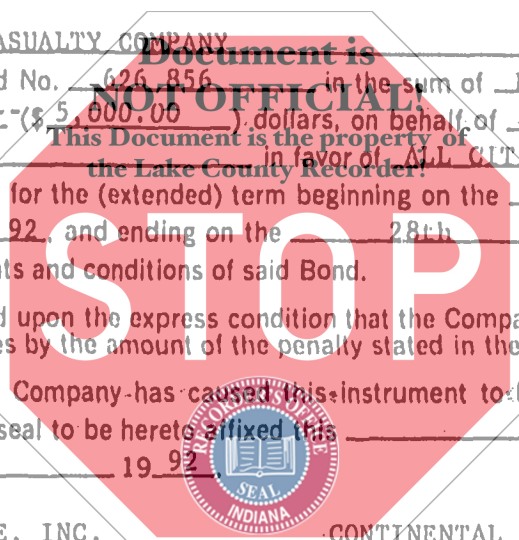 ASUALTY COMPANY
Document is
d No. 626 856 in the sum of
NOT OFFICIAL!
($ 5,000.00 ) dollars, on behalf of
This Document is the property of
in favor of ALL CIT
the Lake County Recorder!
for the (extended) term beginning on the
92, and ending on the 28th
ts and conditions of said Bond.
STOP
d upon the express condition that the Compa
es by the amount of the penalty stated in the
Company has caused this instrument to
seal to be hereto affixed this
19 92
RECORDER'S OFFICE
SEAL
INDIANA
E, INC. CONTINENTAL